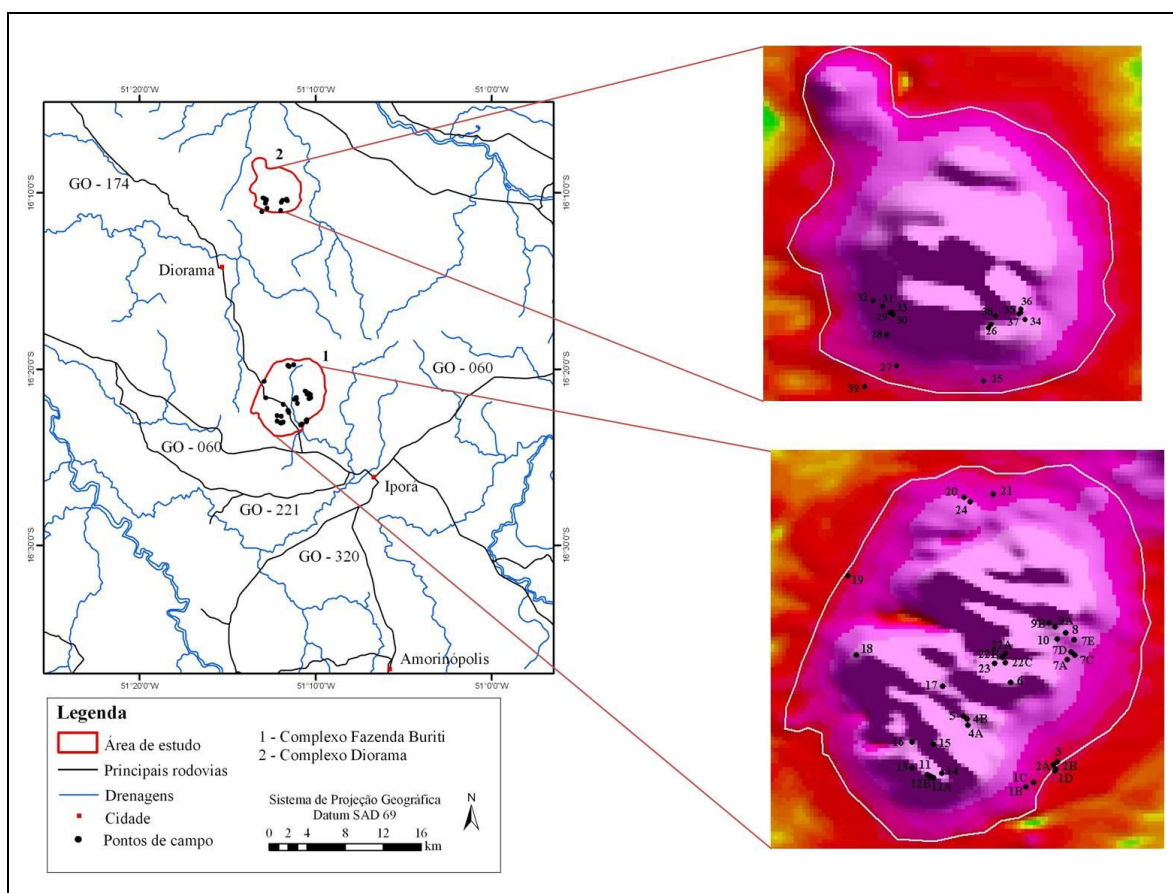 51°20'0"W
51°10'0"W
2
GO - 174
16°10'0"S
16°10'0"S
Diorama
1
16°20'0"S
16°20'0"S
GO - 060
GO - 060
Iporá
GO - 221
16°30'0"S
16°30'0"S
GO - 320
Amorinópolis
51°20'0"W
51°10'0"W
51°0'0"W
Legenda
Área de estudo
Principais rodovias
Drenagens
Cidade
Pontos de campo
1 - Complexo Fazenda Buriti
2 - Complexo Diorama
Sistema de Projeção Geográfica
Datum SAD 69
N
0 2 4 8 12 16
km
32
31
33
29
30
28
27
39
25
26
38
35
36
37
34
20
21
24
19
9B
9A
8
10
7E
7D
7A
7C
22A
22C
23
18
6
17
5
4B
4A
16
15
13
11
14
12B
12A
3
2A
2B
1D
1C
1B